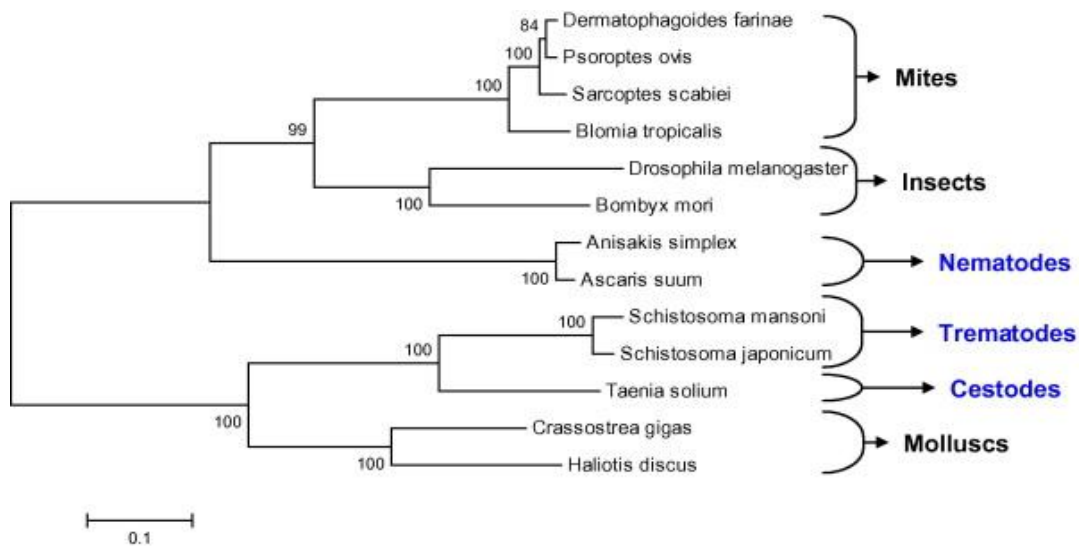 84
Dermatophagoides farinae
100
Psoroptes ovis
100
Sarcoptes scabiei
Mites
99
Blomia tropicalis
Drosophila melanogaster
Insects
100
Bombyx mori
Anisakis simplex
Nematodes
100
Ascaris suum
100
Schistosoma mansoni
Trematodes
100
Schistosoma japonicum
Taenia solium
Cestodes
100
Crassostrea gigas
Molluscs
100
Haliotis discus
0.1